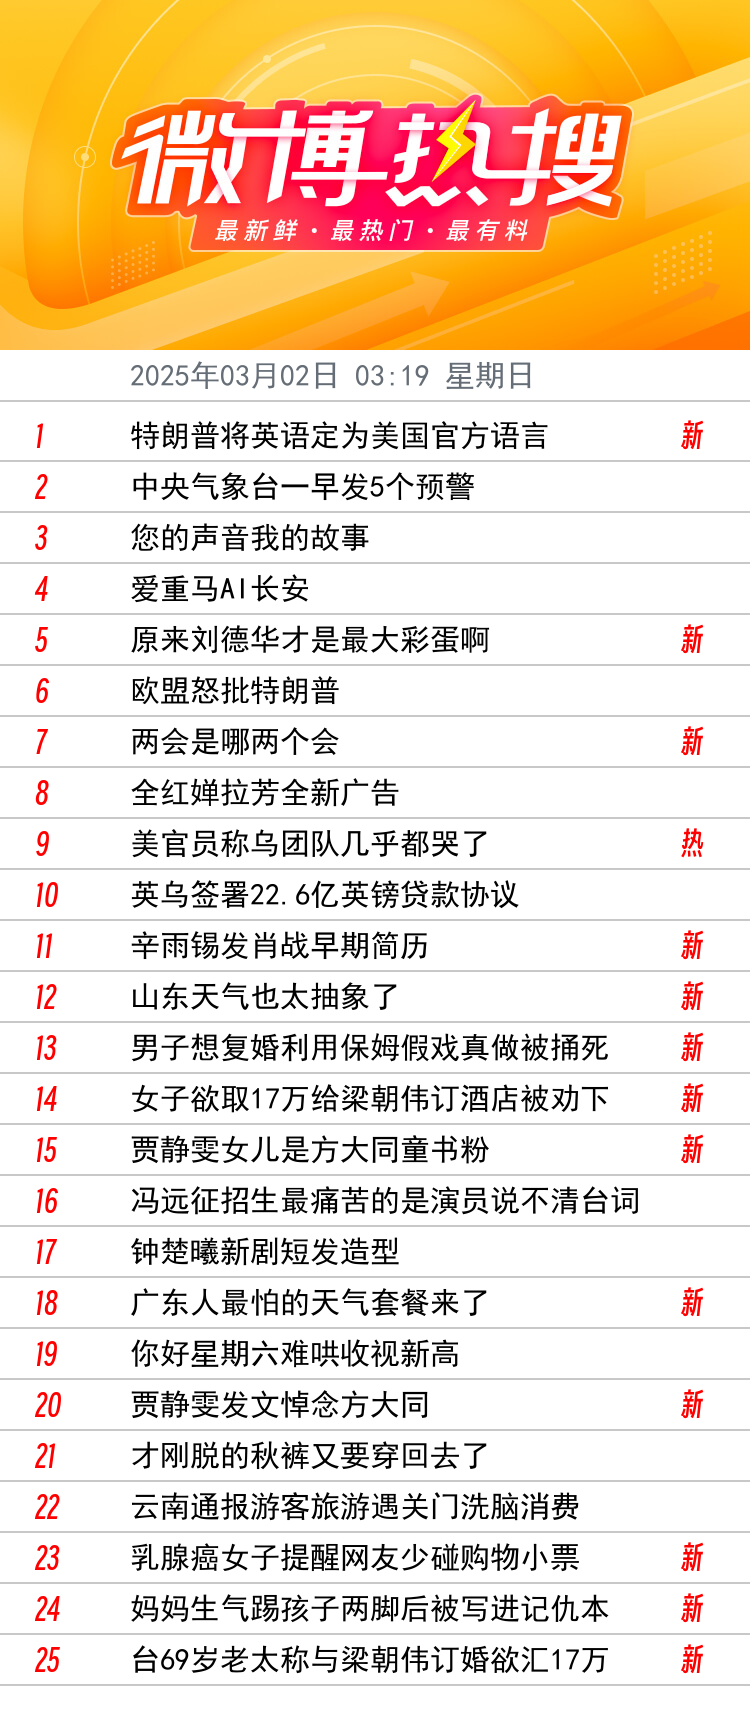 微博热搜
最新鲜·最热门·最有料
2025年03月02日 03:19 星期日
1 特朗普将英语定为美国官方语言 新
2 中央气象台一早发5个预警
3 您的声音我的故事
4 爱重马AI长安
5 原来刘德华才是最大彩蛋啊 新
6 欧盟怒批特朗普
7 两会是哪两个会 新
8 全红婵拉芳全新广告
9 美官员称乌团队几乎都哭了 热
10 英乌签署22.6亿英镑贷款协议
11 辛雨锡发肖战早期简历 新
12 山东天气也太抽象了 新
13 男子想复婚利用保姆假戏真做被捅死 新
14 女子欲取17万给梁朝伟订酒店被劝下 新
15 贾静雯女儿是方大同童书粉 新
16 冯远征招生最痛苦的是演员说不清台词
17 钟楚曦新剧短发造型
18 广东人最怕的天气套餐来了 新
19 你好星期六难哄收视新高
20 贾静雯发文悼念方大同 新
21 才刚脱的秋裤又要穿回去了
22 云南通报游客旅游遇关门洗脑消费
23 乳腺癌女子提醒网友少碰购物小票 新
24 妈妈生气踢孩子两脚后被写进记仇本 新
25 台69岁老太称与梁朝伟订婚欲汇17万 新